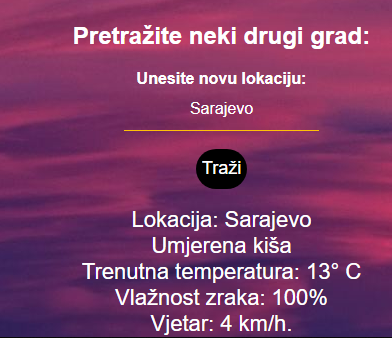 Pretražite neki drugi grad:
Unesite novu lokaciju:
Sarajevo
Traži
Lokacija: Sarajevo
Umjerena kiša
Trenutna temperatura: 13° C
Vlažnost zraka: 100%
Vjetar: 4 km/h.